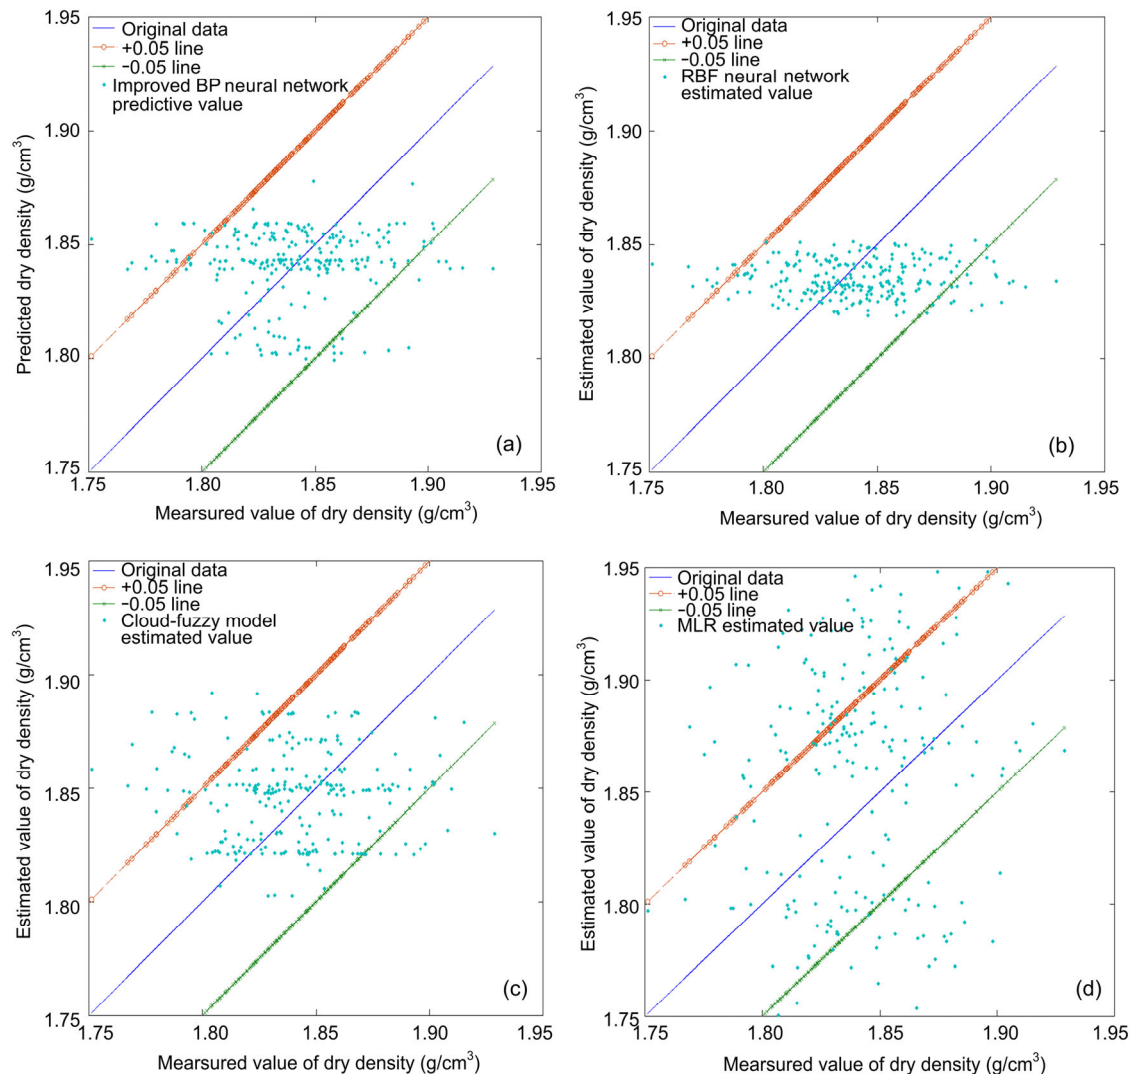 1.95
Original data
+0.05 line
−0.05 line
Improved BP neural network
predictive value
1.90
1.85
1.80
1.75
Predicted dry density (g/cm³)
(a)
1.75 1.80 1.85 1.90 1.95
Mearsured value of dry density (g/cm³)
1.95
Original data
+0.05 line
−0.05 line
RBF neural network
estimated value
1.90
1.85
1.80
1.75
Estimated value of dry density (g/cm³)
(b)
1.75 1.80 1.85 1.90 1.95
Mearsured value of dry density (g/cm³)
1.95
Original data
+0.05 line
−0.05 line
Cloud-fuzzy model
estimated value
1.90
1.85
1.80
1.75
Estimated value of dry density (g/cm³)
(c)
1.75 1.80 1.85 1.90 1.95
Mearsured value of dry density (g/cm³)
1.95
Original data
+0.05 line
−0.05 line
MLR estimated value
1.90
1.85
1.80
1.75
Estimated value of dry density (g/cm³)
(d)
1.75 1.80 1.85 1.90 1.95
Mearsured value of dry density (g/cm³)